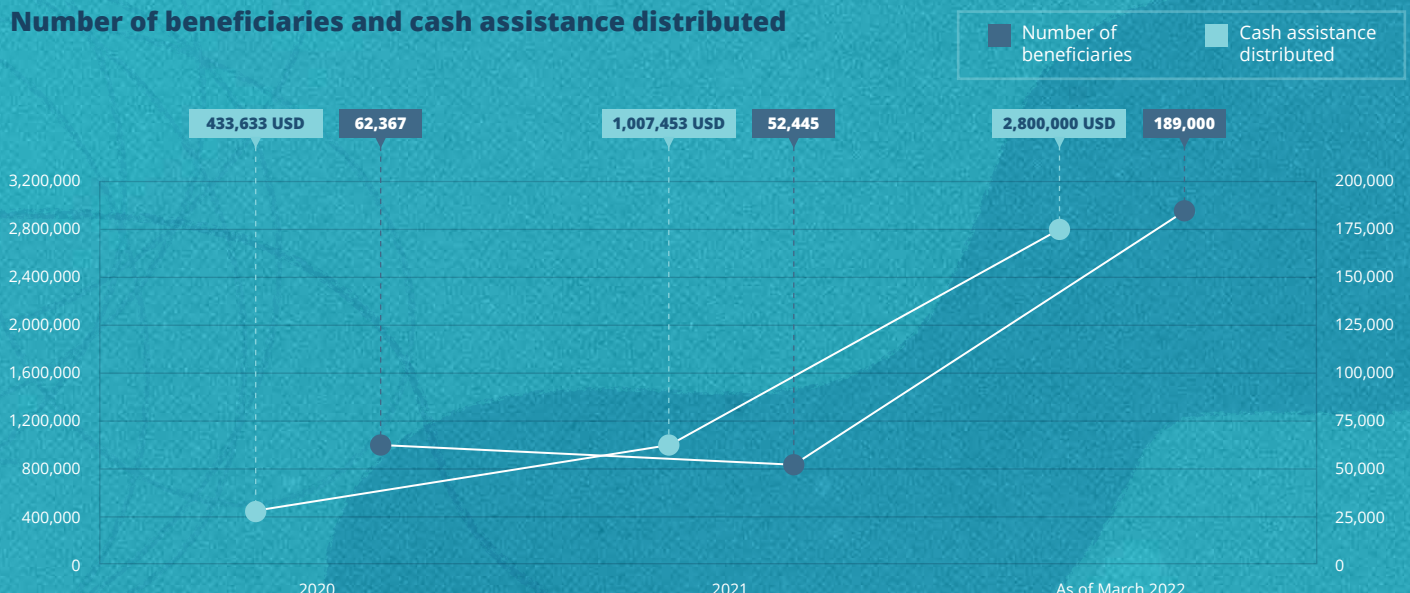 Number of beneficiaries and cash assistance distributed
Number of
beneficiaries
Cash assistance
distributed
433,633 USD
62,367
1,007,453 USD
52,445
2,800,000 USD
189,000
3,200,000
2,800,000
2,400,000
2,000,000
1,600,000
1,200,000
800,000
400,000
0
200,000
175,000
150,000
125,000
100,000
75,000
50,000
25,000
0
2020
2021
As of March 2022